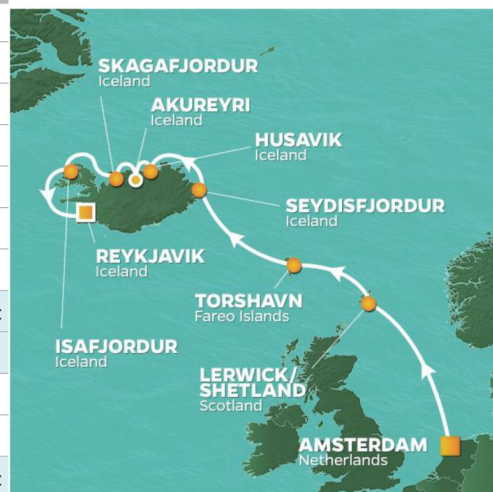 SKAGAFJORDUR
Iceland
AKUREYRI
Iceland
HUSAVIK
Iceland
SEYDISFJORDUR
Iceland
REYKJAVIK
Iceland
TORSHAVN
Fareo Islands
ISAFJORDUR
Iceland
LERWICK/
SHETLAND
Scotland
AMSTERDAM
Netherlands